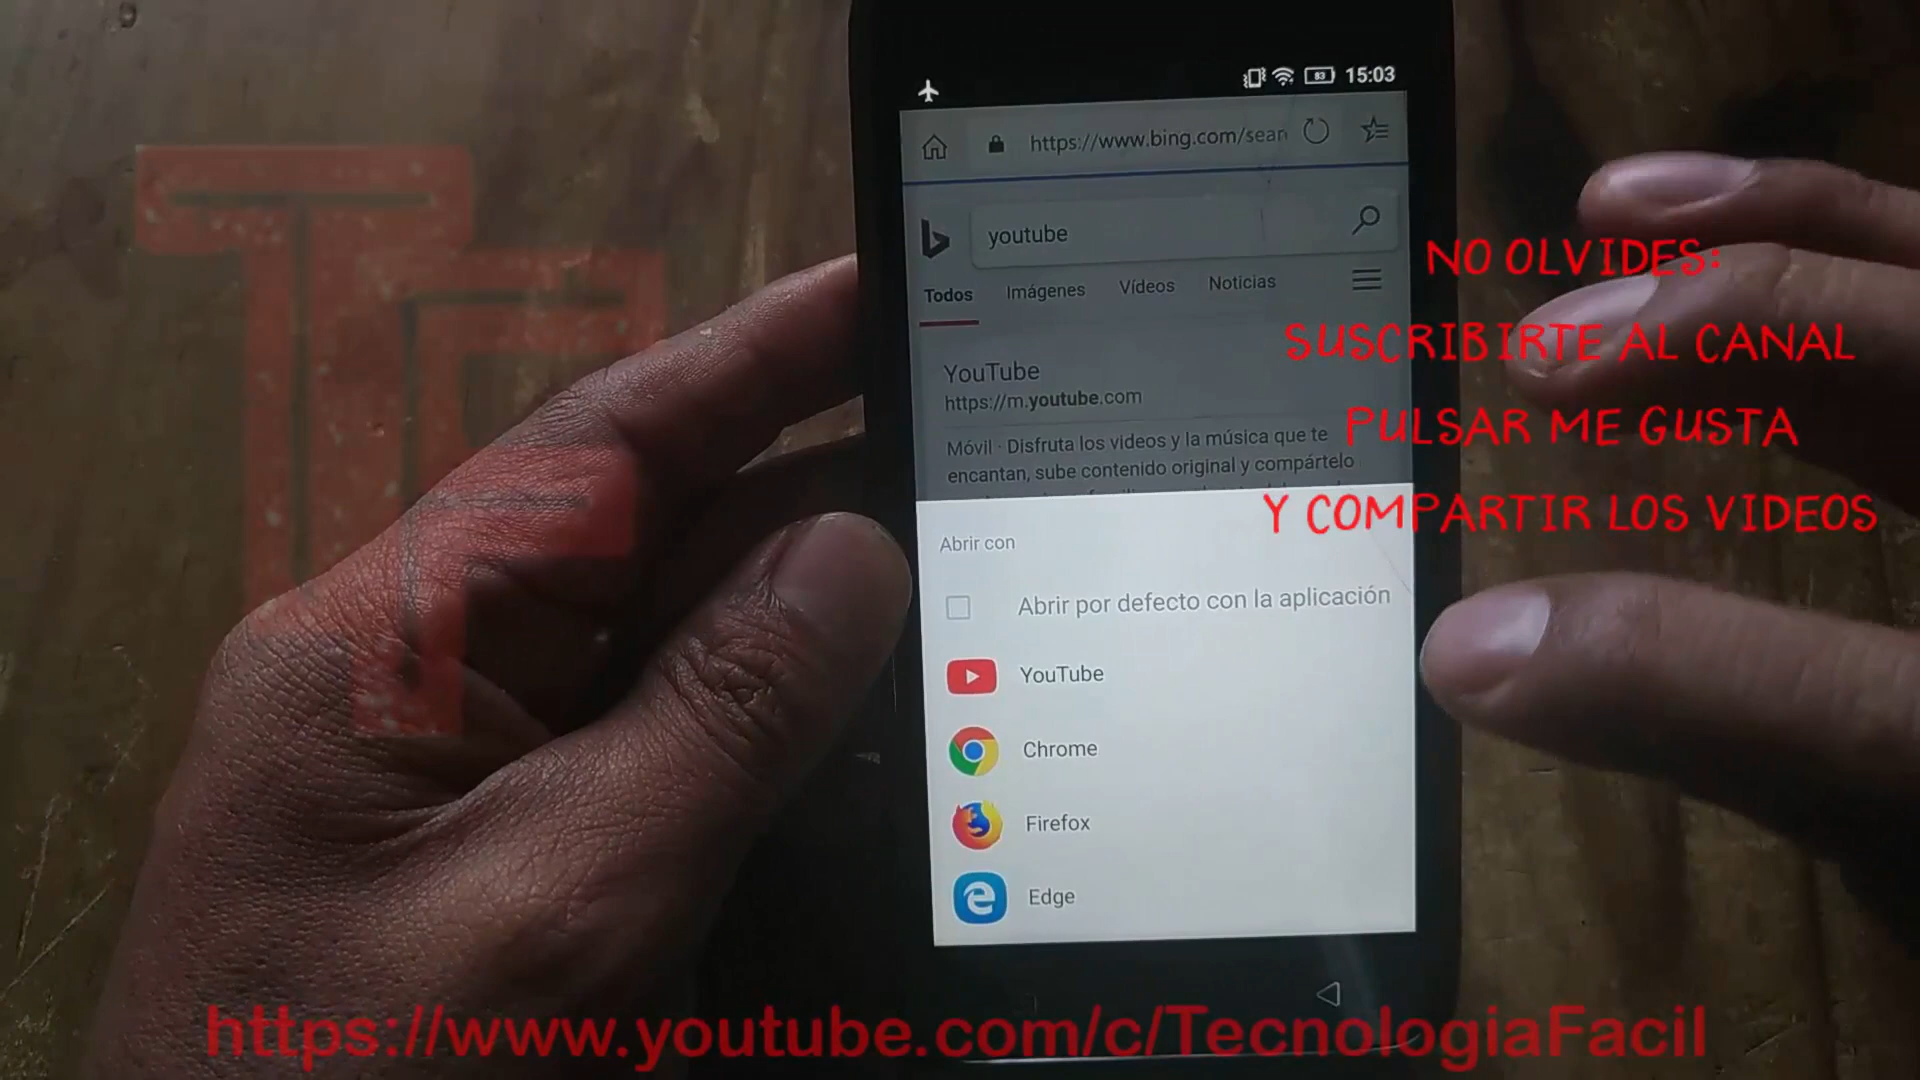 83 15:03
https://www.bing.com/sear
youtube
Todos Imágenes Vídeos Noticias
YouTube
https://m.youtube.com
Móvil · Disfruta los videos y la música que te
encantan, sube contenido original y compártelo
Abrir con
Abrir por defecto con la aplicación
YouTube
Chrome
Firefox
Edge
NO OLVIDES:
SUSCRIBIRTE AL CANAL
PULSAR ME GUSTA
Y COMPARTIR LOS VIDEOS
https://www.youtube.com/c/TecnologiaFacil